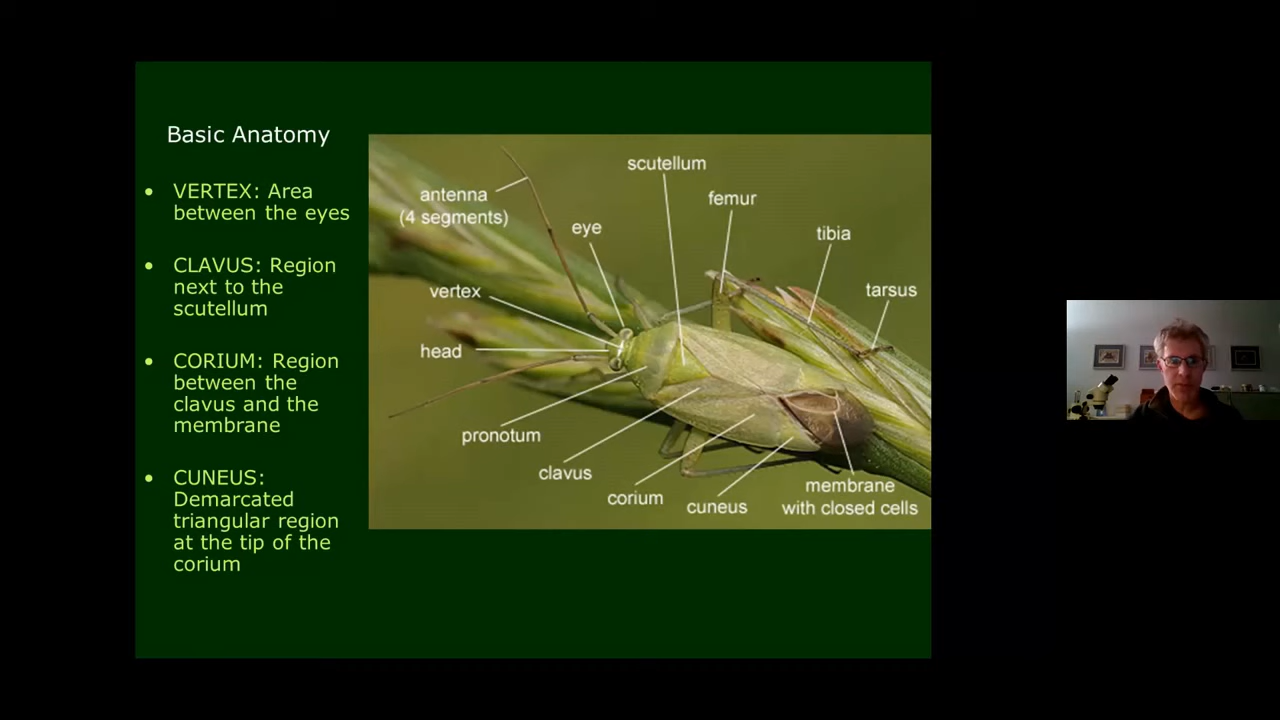 Basic Anatomy
• VERTEX: Area
between the eyes
• CLAVUS: Region
next to the
scutellum
• CORIUM: Region
between the
clavus and the
membrane
• CUNEUS:
Demarcated
triangular region
at the tip of the
corium
scutellum
antenna
(4 segments)
femur
eye
tibia
vertex
tarsus
head
pronotum
clavus
corium
cuneus
membrane
with closed cells